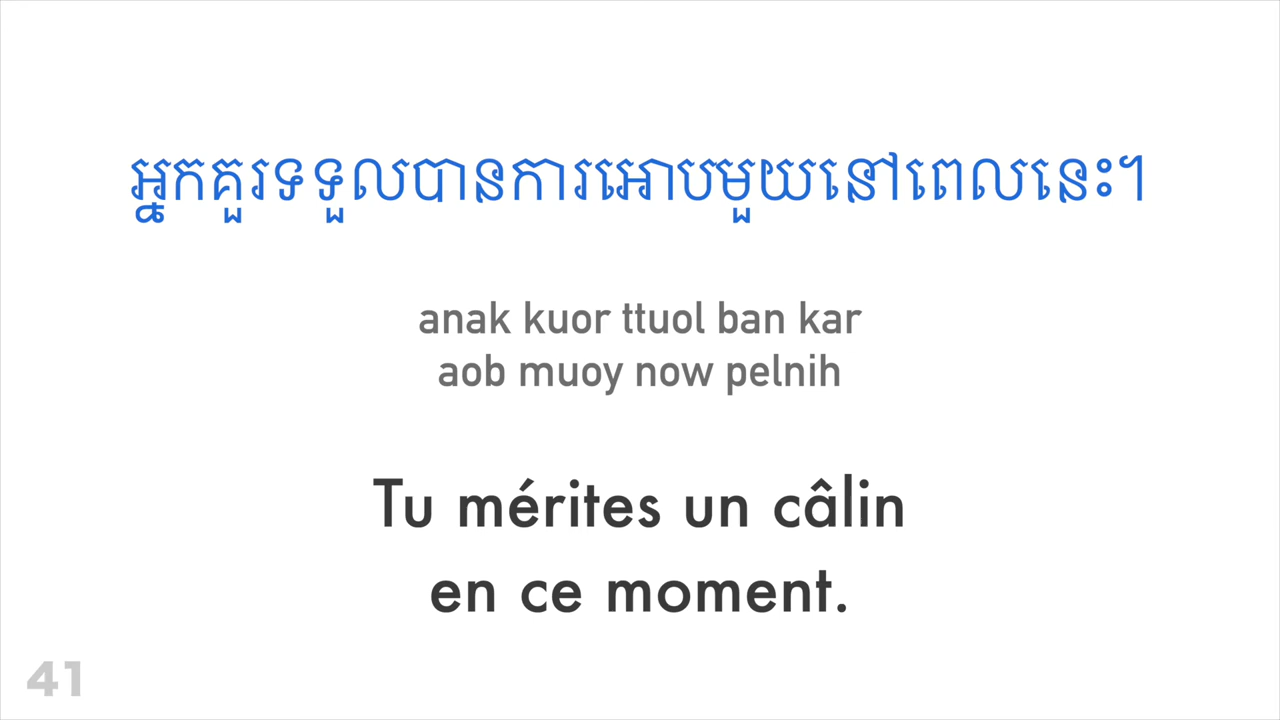 អ្នកគួរទទួលបានការអោបមួយនៅពេលនេះ។
anak kuor ttuol ban kar
aob muoy now pelnih
Tu mérites un câlin
en ce moment.
41